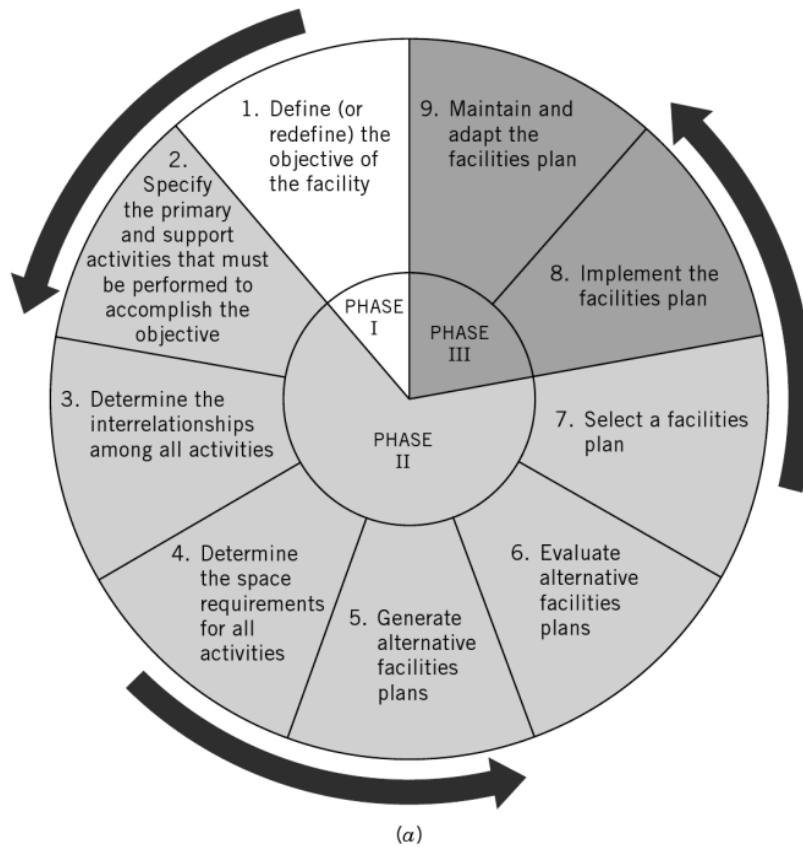 1. Define (or
redefine) the
objective of
the facility
2.
Specify
the primary
and support
activities that must
be performed to
accomplish the
objective
3. Determine the
interrelationships
among all activities
4. Determine
the space
requirements
for all
activities
5. Generate
alternative
facilities
plans
6. Evaluate
alternative
facilities
plans
7. Select a facilities
plan
8. Implement the
facilities plan
9. Maintain and
adapt the
facilities plan
PHASE
I
PHASE
II
PHASE
III
(a)